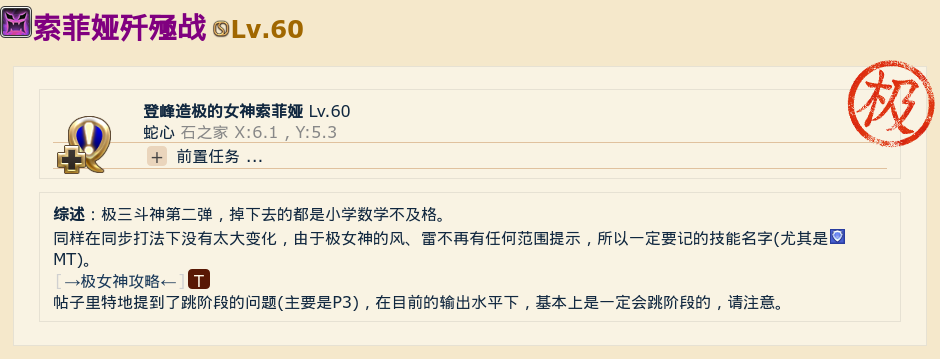 索菲娅歼殛战 Lv.60
极
登峰造极的女神索菲娅 Lv.60
蛇心 石之家 X:6.1 , Y:5.3
+ 前置任务 ...
综述：极三斗神第二弹，掉下去的都是小学数学不及格。
同样在同步打法下没有太大变化，由于极女神的风、雷不再有任何范围提示，所以一定要记的技能名字(尤其是
MT)。
[→极女神攻略←] T
帖子里特地提到了跳阶段的问题(主要是P3)，在目前的输出水平下，基本上是一定会跳阶段的，请注意。